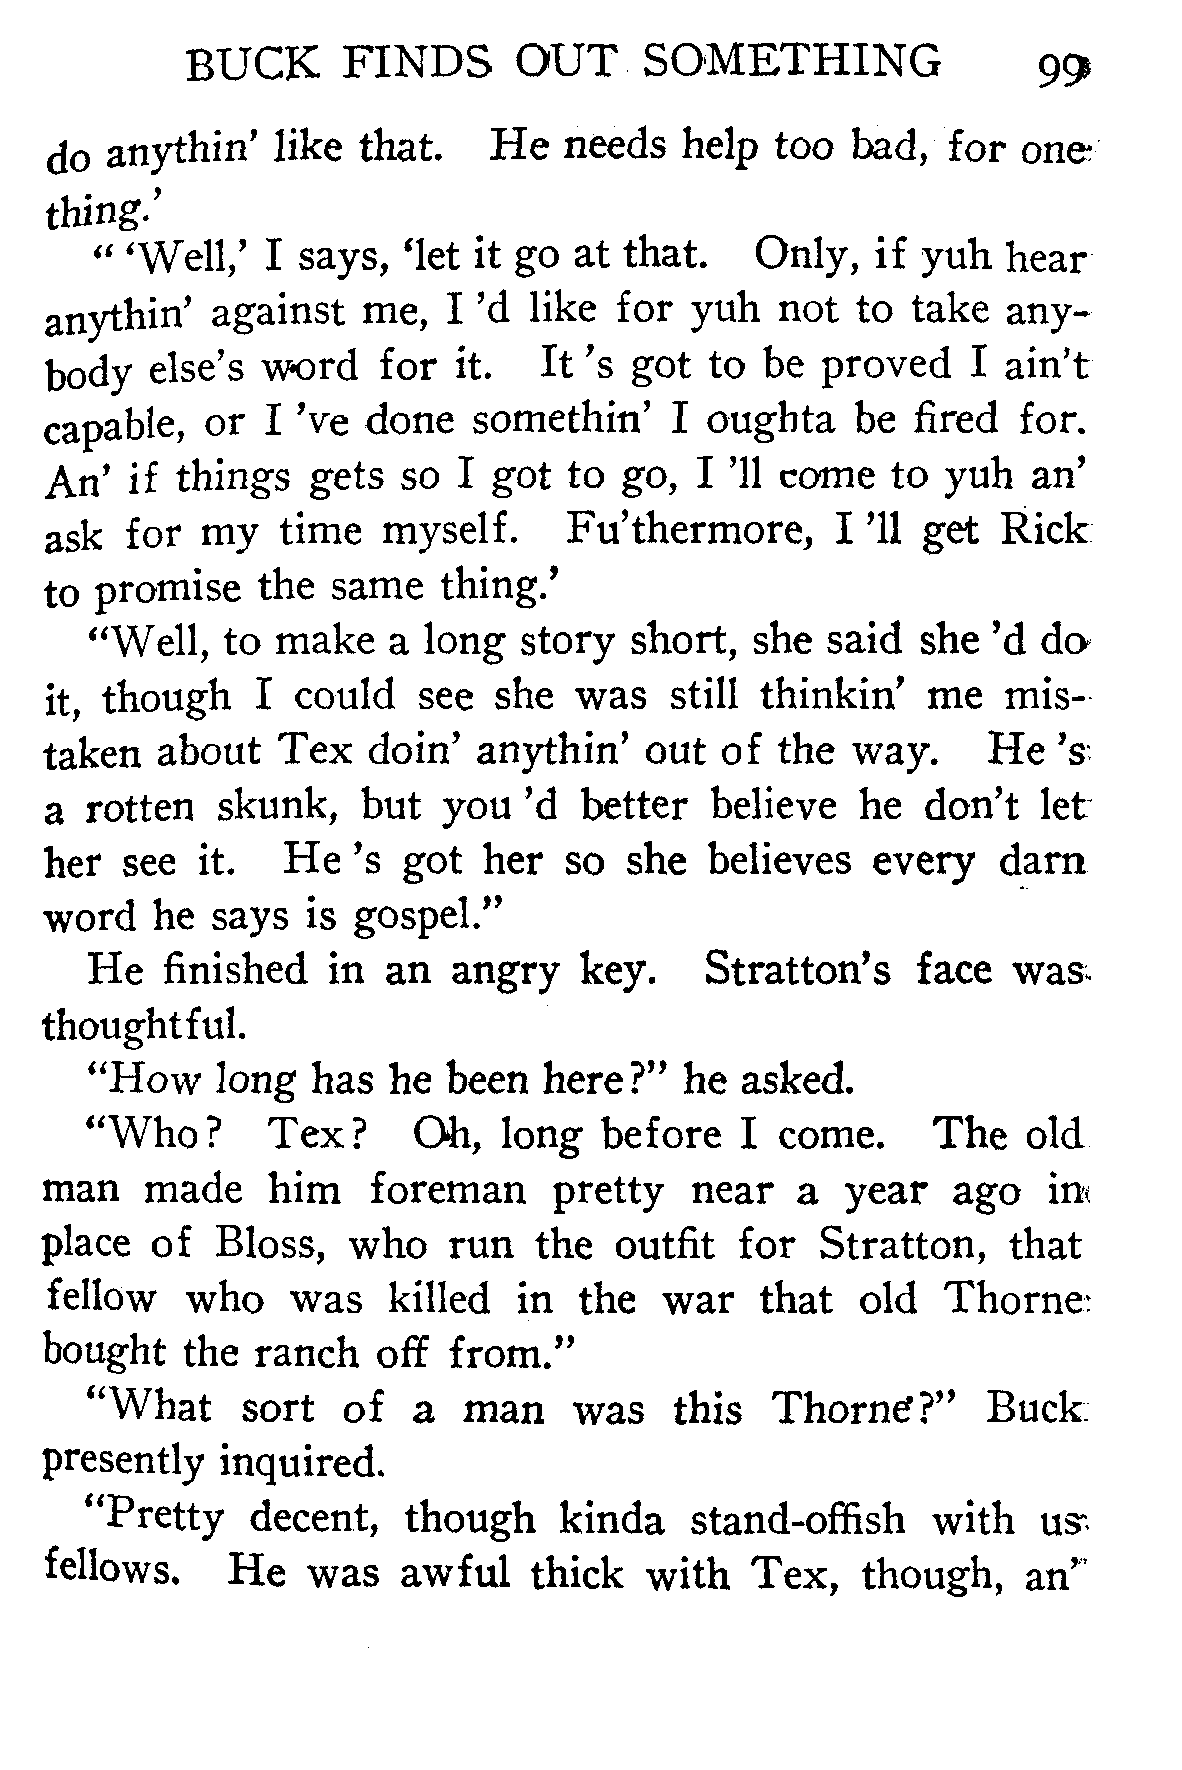 BUCK FINDS OUT SOMETHING 99
do anythin' like that. He needs help too bad, for one
thing.'
" 'Well,' I says, 'let it go at that. Only, if yuh hear
anythin' against me, I 'd like for yuh not to take any-
body else's word for it. It 's got to be proved I ain't
capable, or I 've done somethin' I oughta be fired for.
An' if things gets so I got to go, I 'll come to yuh an'
ask for my time myself. Fu'thermore, I 'll get Rick
to promise the same thing.'
"Well, to make a long story short, she said she 'd do
it, though I could see she was still thinkin' me mis-
taken about Tex doin' anythin' out of the way. He 's
a rotten skunk, but you 'd better believe he don't let
her see it. He 's got her so she believes every darn
word he says is gospel."
He finished in an angry key. Stratton's face was
thoughtful.
"How long has he been here?" he asked.
"Who? Tex? Oh, long before I come. The old
man made him foreman pretty near a year ago in
place of Bloss, who run the outfit for Stratton, that
fellow who was killed in the war that old Thorne
bought the ranch off from."
"What sort of a man was this Thorne?" Buck
presently inquired.
"Pretty decent, though kinda stand-offish with us
fellows. He was awful thick with Tex, though, an'